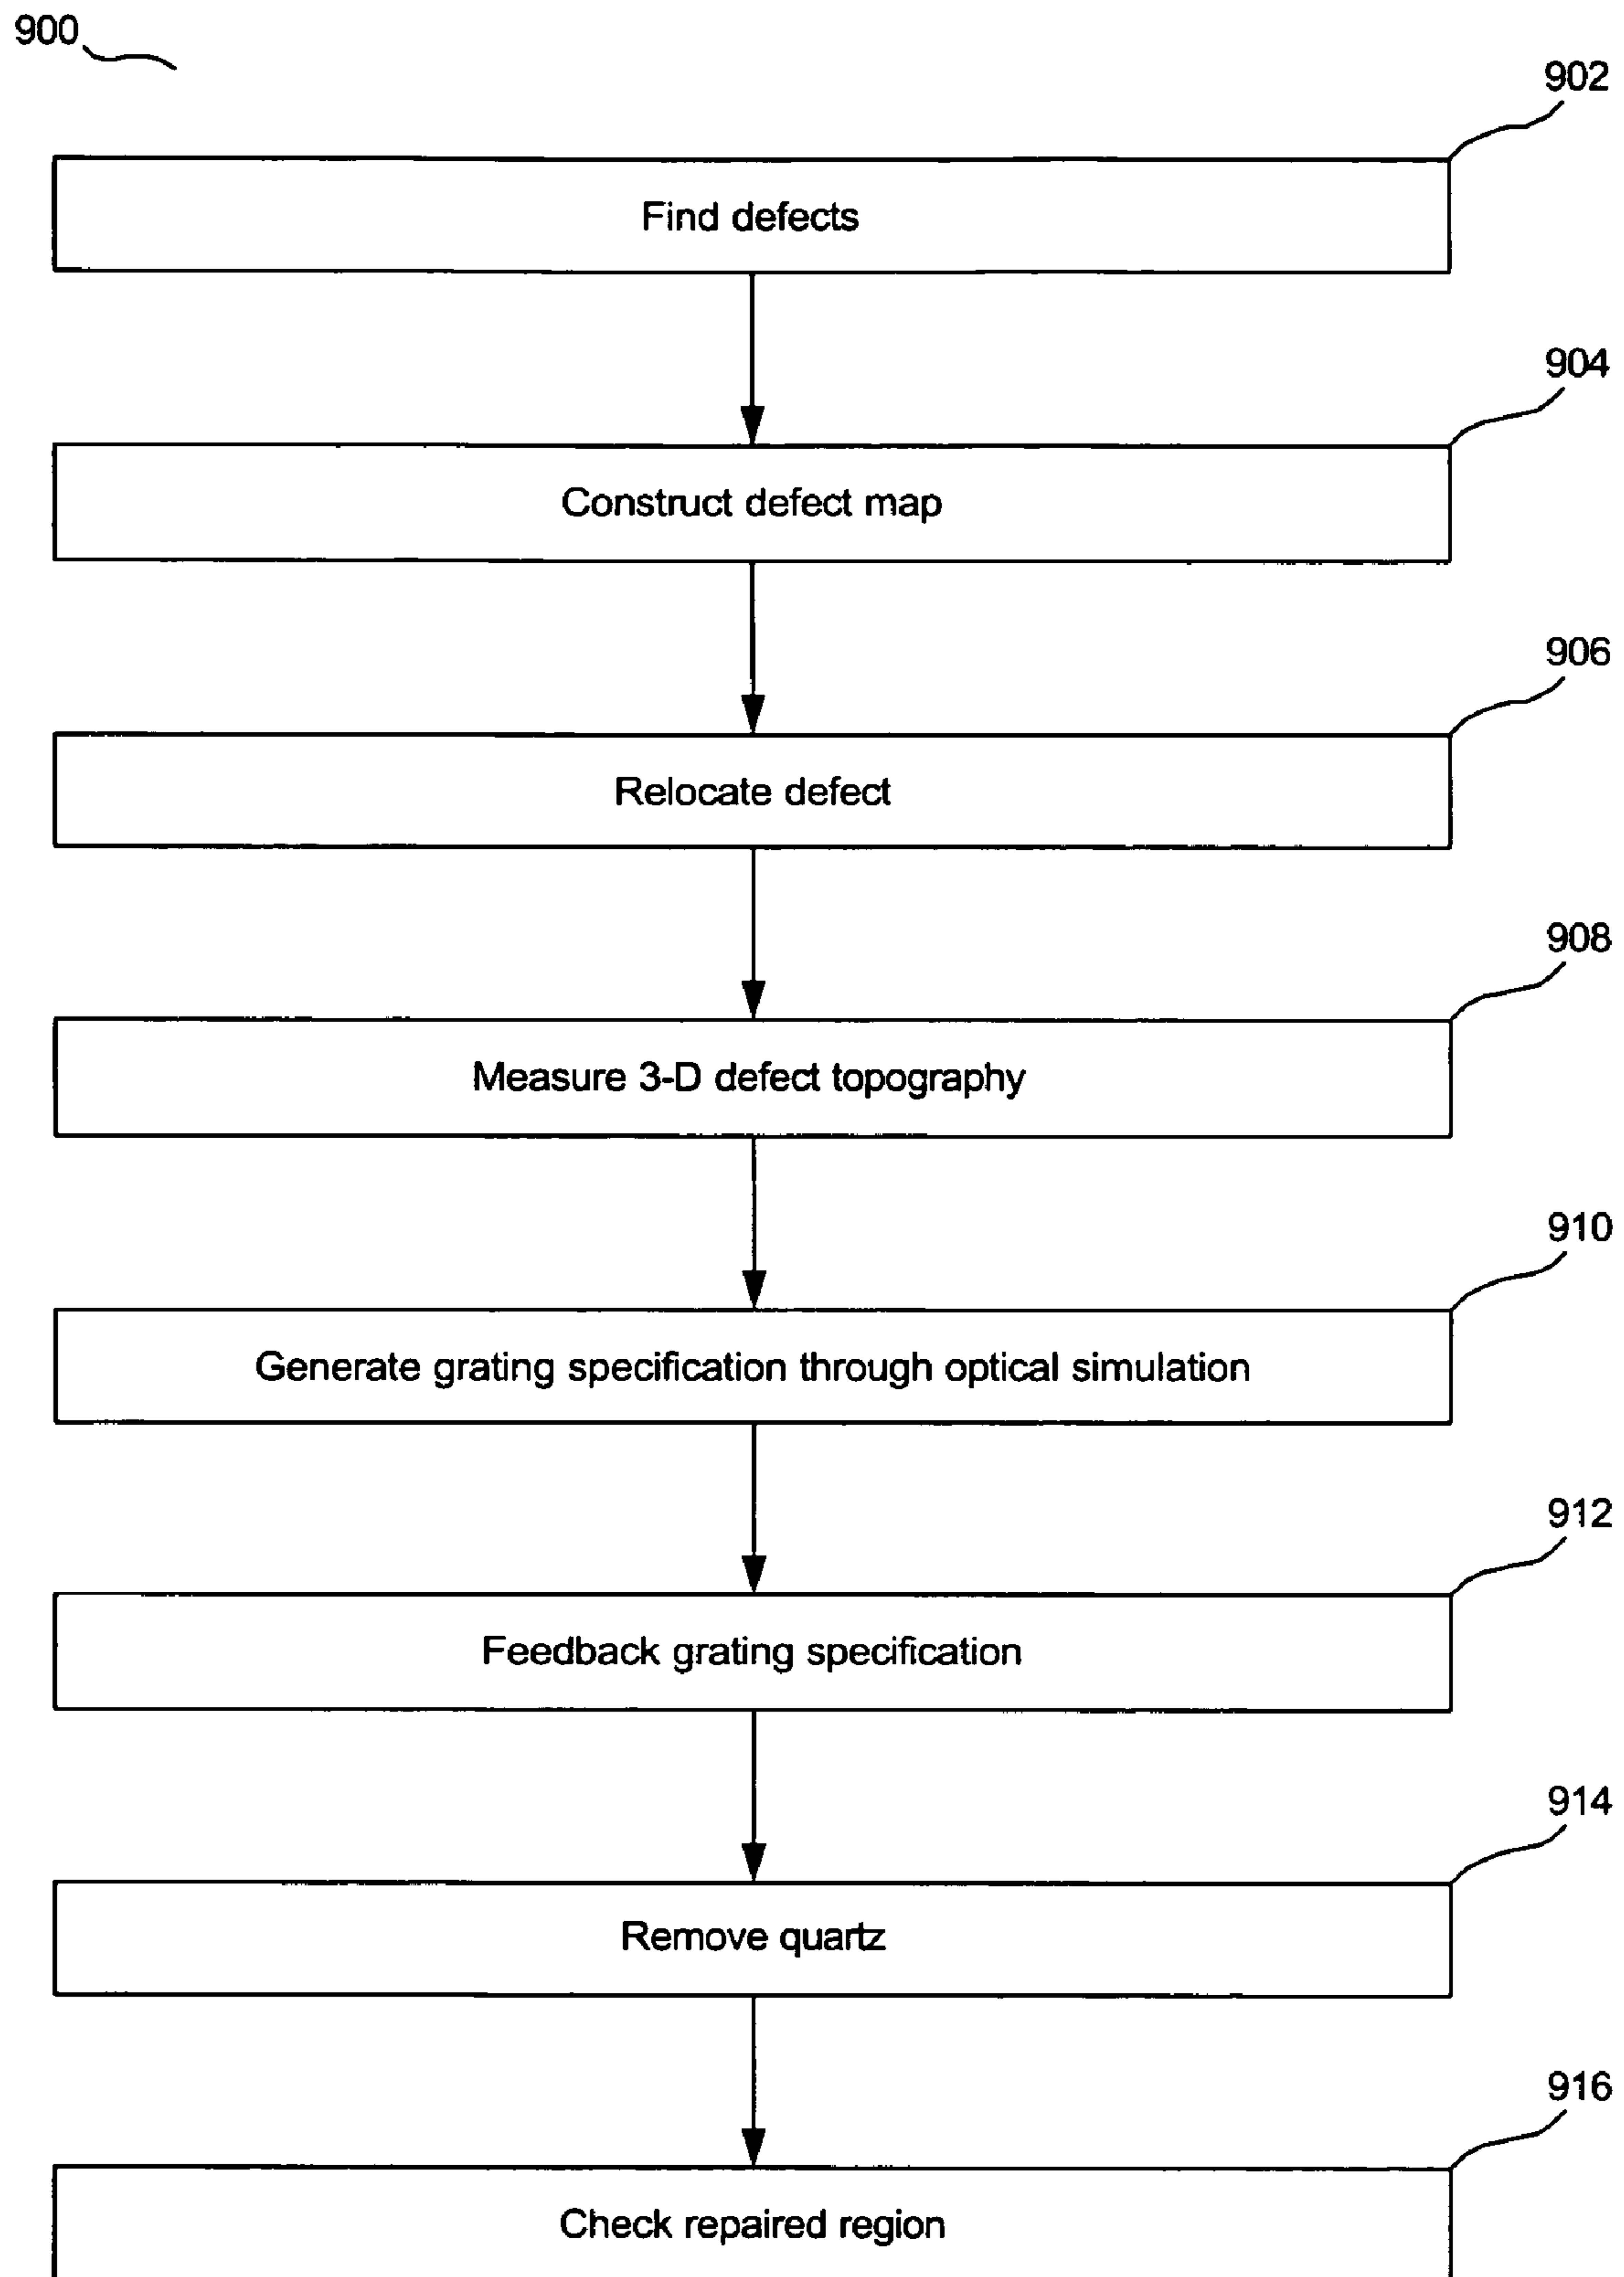 900
902
Find defects
904
Construct defect map
906
Relocate defect
908
Measure 3-D defect topography
910
Generate grating specification through optical simulation
912
Feedback grating specification
914
Remove quartz
916
Check repaired region